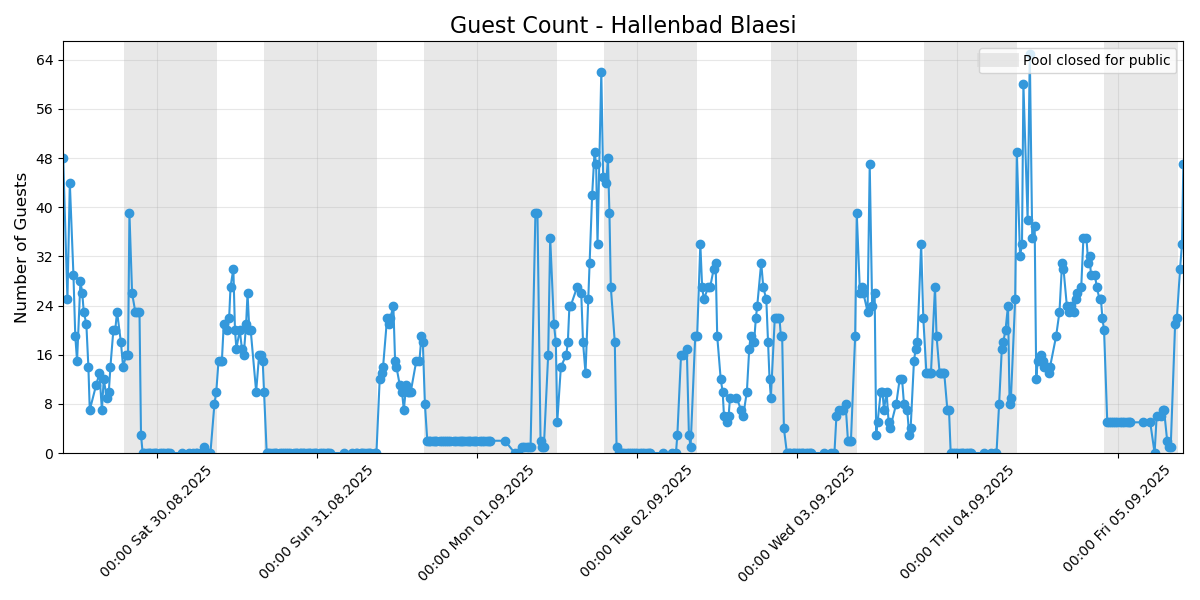 Guest Count - Hallenbad Blaesi
Pool closed for public
Number of Guests
64
56
48
40
32
24
16
8
0
00:00 Sat 30.08.2025
00:00 Sun 31.08.2025
00:00 Mon 01.09.2025
00:00 Tue 02.09.2025
00:00 Wed 03.09.2025
00:00 Thu 04.09.2025
00:00 Fri 05.09.2025